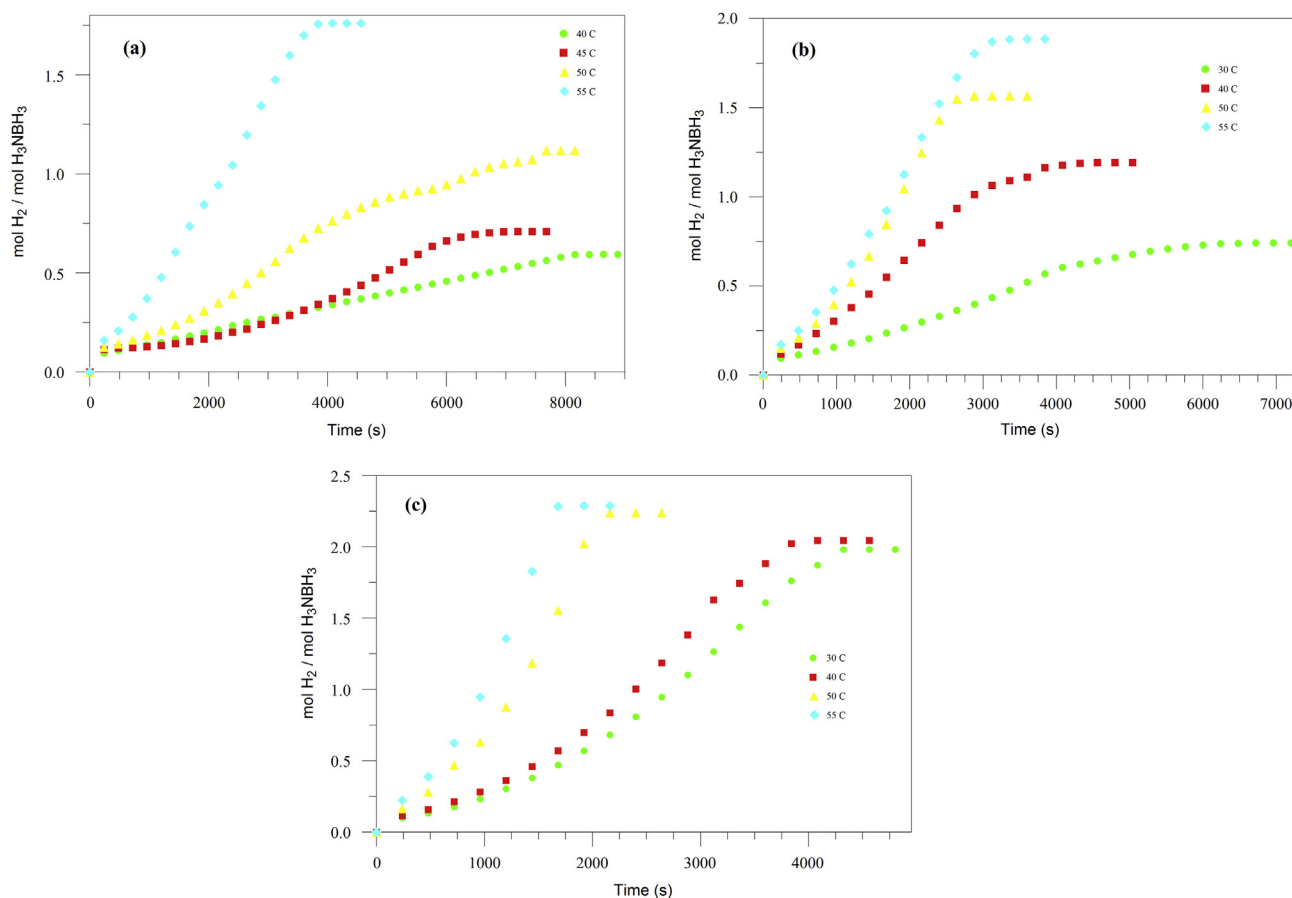 (a)
40 C
45 C
50 C
55 C
mol H2 / mol H3NBH3
1.5
1.0
0.5
0.0
0 2000 4000 6000 8000
Time (s)
(b)
30 C
40 C
50 C
55 C
mol H2 / mol H3NBH3
2.0
1.5
1.0
0.5
0.0
0 1000 2000 3000 4000 5000 6000 7000
Time (s)
(c)
30 C
40 C
50 C
55 C
mol H2 / mol H3NBH3
2.5
2.0
1.5
1.0
0.5
0.0
0 1000 2000 3000 4000
Time (s)